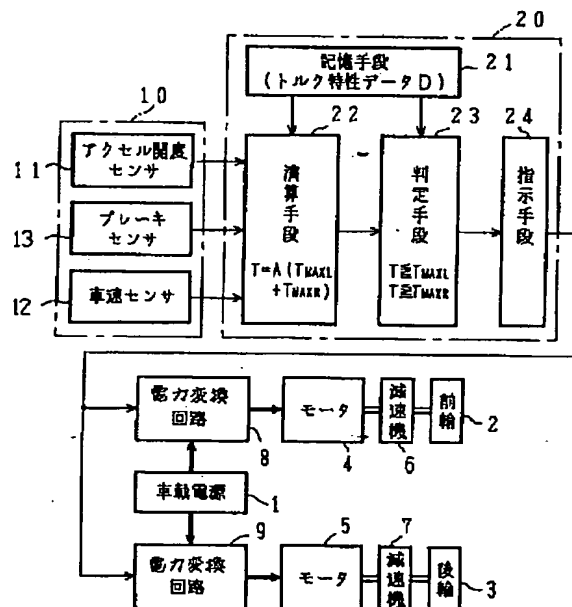 20
記憶手段
(トルク特性データD)
21
10
22
23
24
アクセル開度
センサ
11
演算手段
T=A(TMAXL
+TMAXR)
判定手段
T≧TMAXL
T≧TMAXR
指示手段
ブレーキ
センサ
13
車速センサ
12
電力変換
回路
8
モータ
4
減速機
6
前輪
2
車載電源
1
9
5
7
電力変換
回路
モータ
減速機
後輪
3